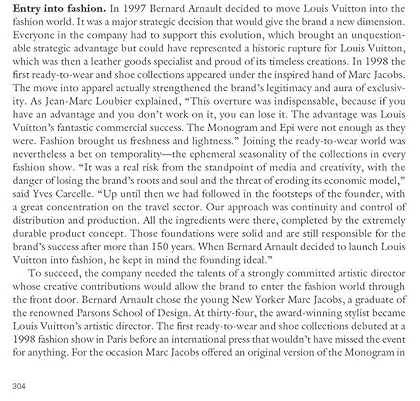 Entry into fashion. In 1997 Bernard Arnault decided to move Louis Vuitton into the
fashion world. It was a major strategic decision that would give the brand a new dimension.
Everyone in the company had to support this evolution, which brought an unquestion-
able strategic advantage but could have represented a historic rupture for Louis Vuitton,
which was then a leather goods specialist and proud of its timeless creations. In 1998 the
first ready-to-wear and shoe collections appeared under the inspired hand of Marc Jacobs.
The move into apparel actually strengthened the brand's legitimacy and aura of exclusiv-
ity. As Jean-Marc Loubier explained, “This overture was indispensable, because if you
have an advantage and you don't work on it, you can lose it. The advantage was Louis
Vuitton's fantastic commercial success. The Monogram and Epi were not enough as they
were. Fashion brought us freshness and lightness.” Joining the ready-to-wear world was
nevertheless a bet on temporality—the ephemeral seasonality of the collections in every
fashion show. “It was a real risk from the standpoint of media and creativity, with the
danger of losing the brand's roots and soul and the threat of eroding its economic model,”
said Yves Carcelle. “Up until then we had followed in the footsteps of the founder, with
a great concentration on the travel sector. Our approach was continuity and control of
distribution and production. All the ingredients were there, completed by the extremely
durable product concept. Those foundations were solid and are still responsible for the
brand's success after more than 150 years. When Bernard Arnault decided to launch Louis
Vuitton into fashion, he kept in mind the founding ideal.”
To succeed, the company needed the talents of a strongly committed artistic director
whose creative contributions would allow the brand to enter the fashion world through
the front door. Bernard Arnault chose the young New Yorker Marc Jacobs, a graduate of
the renowned Parsons School of Design. At thirty-four, the award-winning stylist became
Louis Vuitton's artistic director. The first ready-to-wear and shoe collections debuted at a
1998 fashion show in Paris before an international press that wouldn't have missed the event
for anything. For the occasion Marc Jacobs offered an original version of the Monogram in
304